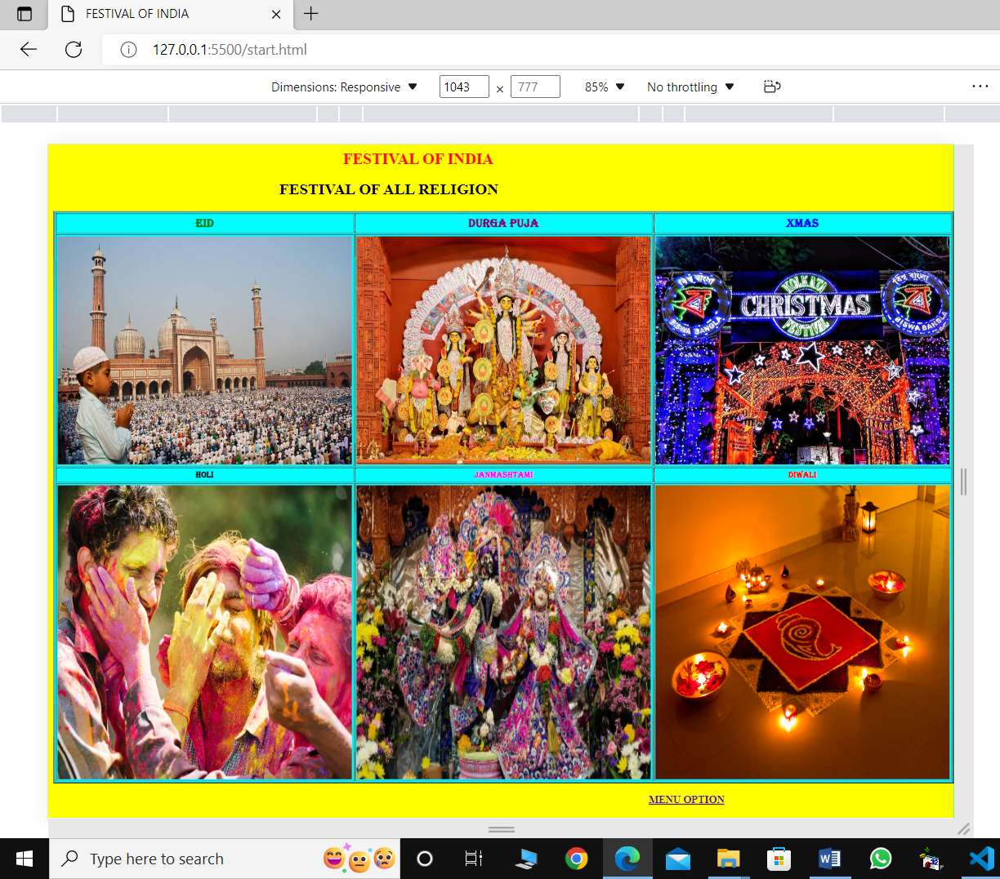 FESTIVAL OF INDIA
127.0.0.1:5500/start.html
Dimensions: Responsive 1043 × 777 85% No throttling
FESTIVAL OF INDIA
FESTIVAL OF ALL RELIGION
EID DURGA PUJA XMAS
KOLKATA
CHRISTMAS
FESTIVAL
BISWA BANGLA
HOLI JANMASHTAMI DIWALI
MENU OPTION
Type here to search